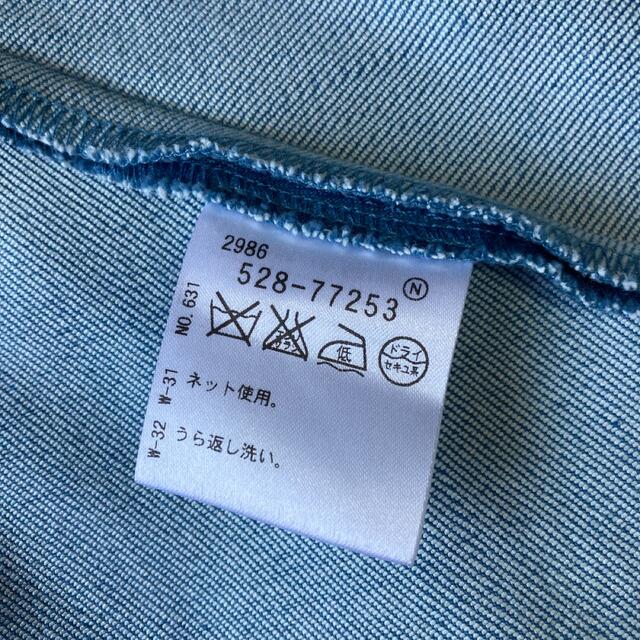 2986
528-77253 Ⓝ
NO. 631
低
ドライ
セキユ系
W-31 ネット使用。
W-32 うら返し洗い。